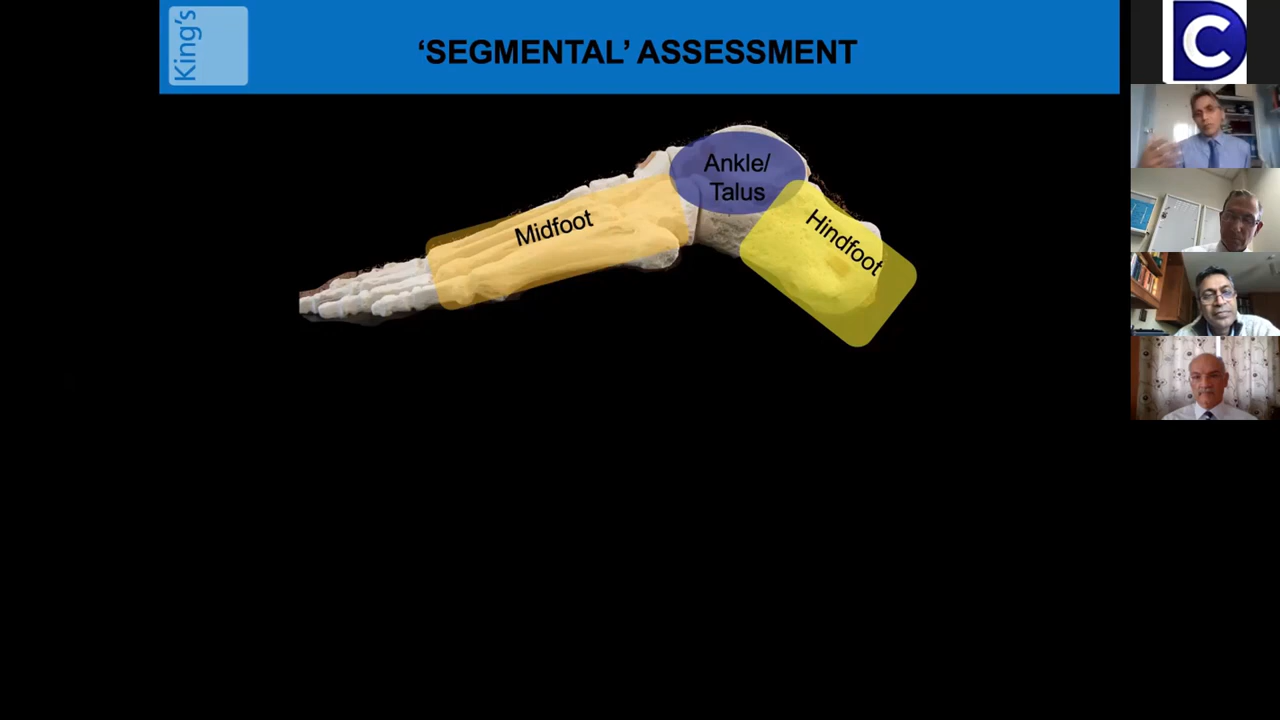 King's
‘SEGMENTAL’ ASSESSMENT
Ankle/
Talus
Midfoot
Hindfoot
C